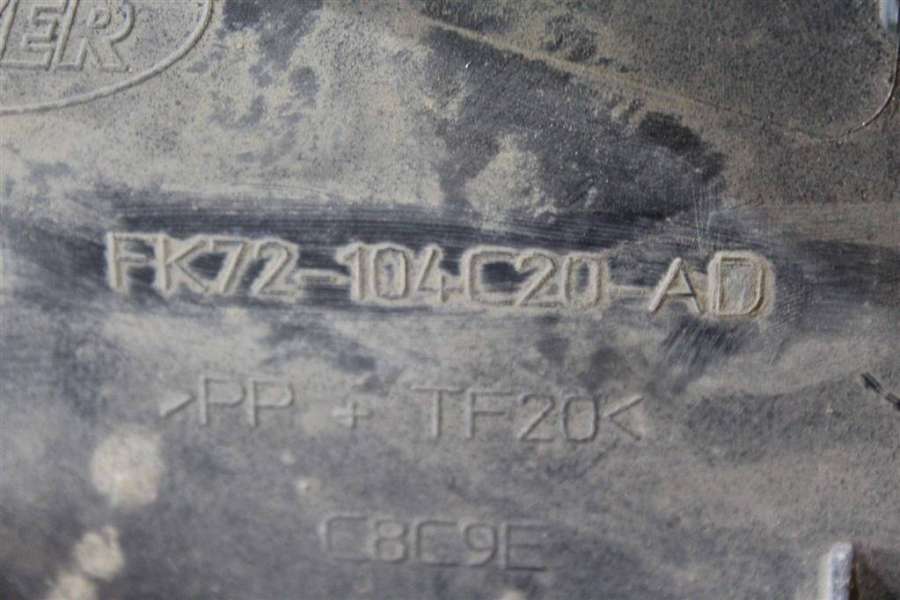 VER
FK72-104C20-AD
>PP + TF20<
C8C9E